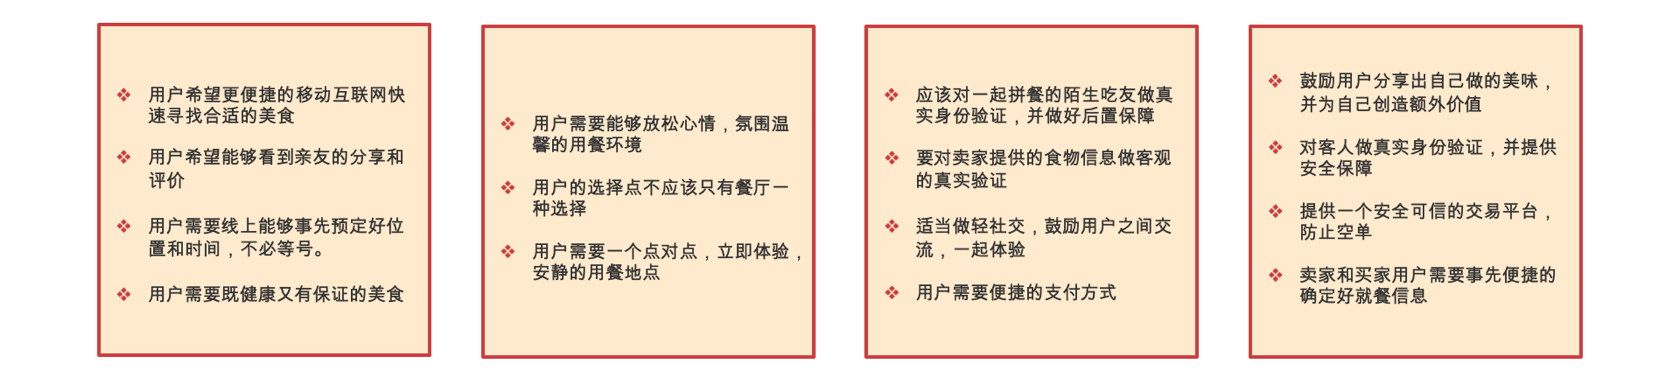 用户希望更便捷的移动互联网快
速寻找合适的美食
用户希望能够看到亲友的分享和
评价
用户需要线上能够事先预定好位
置和时间，不必等号。
用户需要既健康又有保证的美食
用户需要能够放松心情，氛围温
馨的用餐环境
用户的选择点不应该只有餐厅一
种选择
用户需要一个点对点，立即体验，
安静的用餐地点
应该对一起拼餐的陌生吃友做真
实身份验证，并做好后置保障
要对卖家提供的食物信息做客观
的真实验证
适当做轻社交，鼓励用户之间交
流，一起体验
用户需要便捷的支付方式
鼓励用户分享出自己做的美味，
并为自己创造额外价值
对客人做真实身份验证，并提供
安全保障
提供一个安全可信的交易平台，
防止空单
卖家和买家用户需要事先便捷的
确定好就餐信息